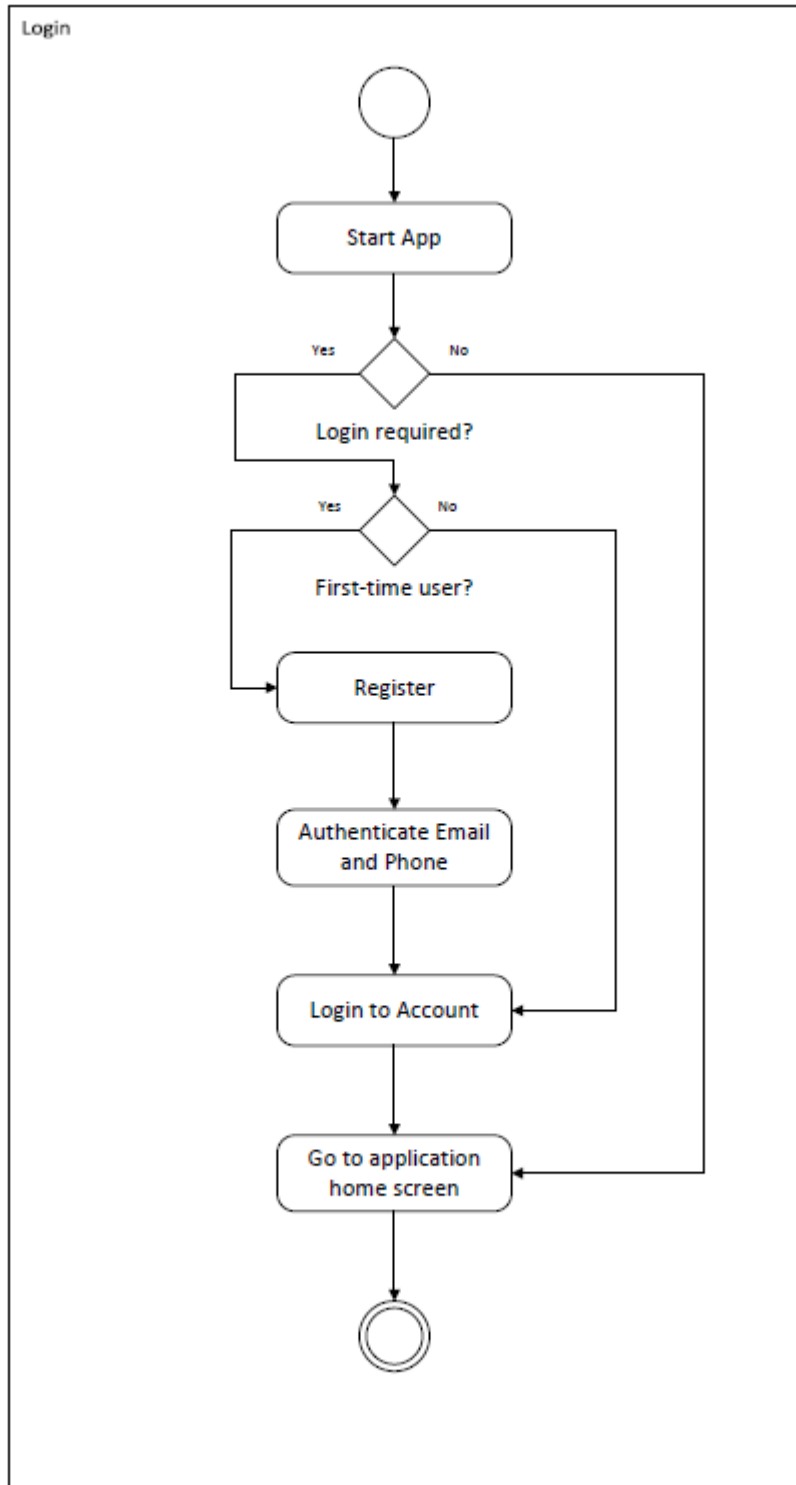 Login
Start App
Yes
No
Login required?
Yes
No
First-time user?
Register
Authenticate Email
and Phone
Login to Account
Go to application
home screen